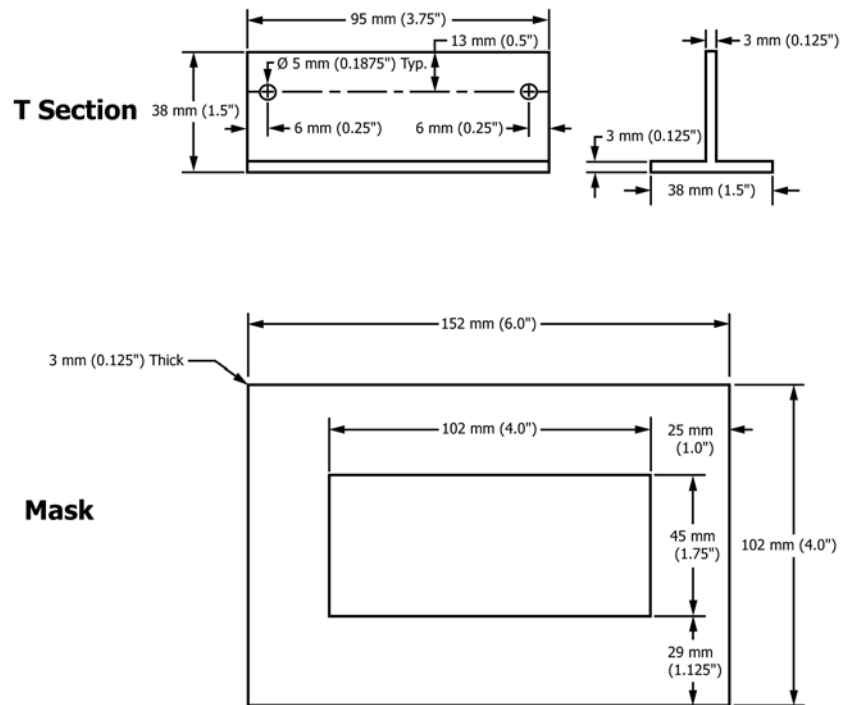 95 mm (3.75")
13 mm (0.5")
3 mm (0.125")
Ø 5 mm (0.1875") Typ.
T Section
38 mm (1.5")
6 mm (0.25")
6 mm (0.25")
3 mm (0.125")
38 mm (1.5")
152 mm (6.0")
3 mm (0.125") Thick
102 mm (4.0")
25 mm
(1.0")
Mask
45 mm
(1.75")
102 mm (4.0")
29 mm
(1.125")